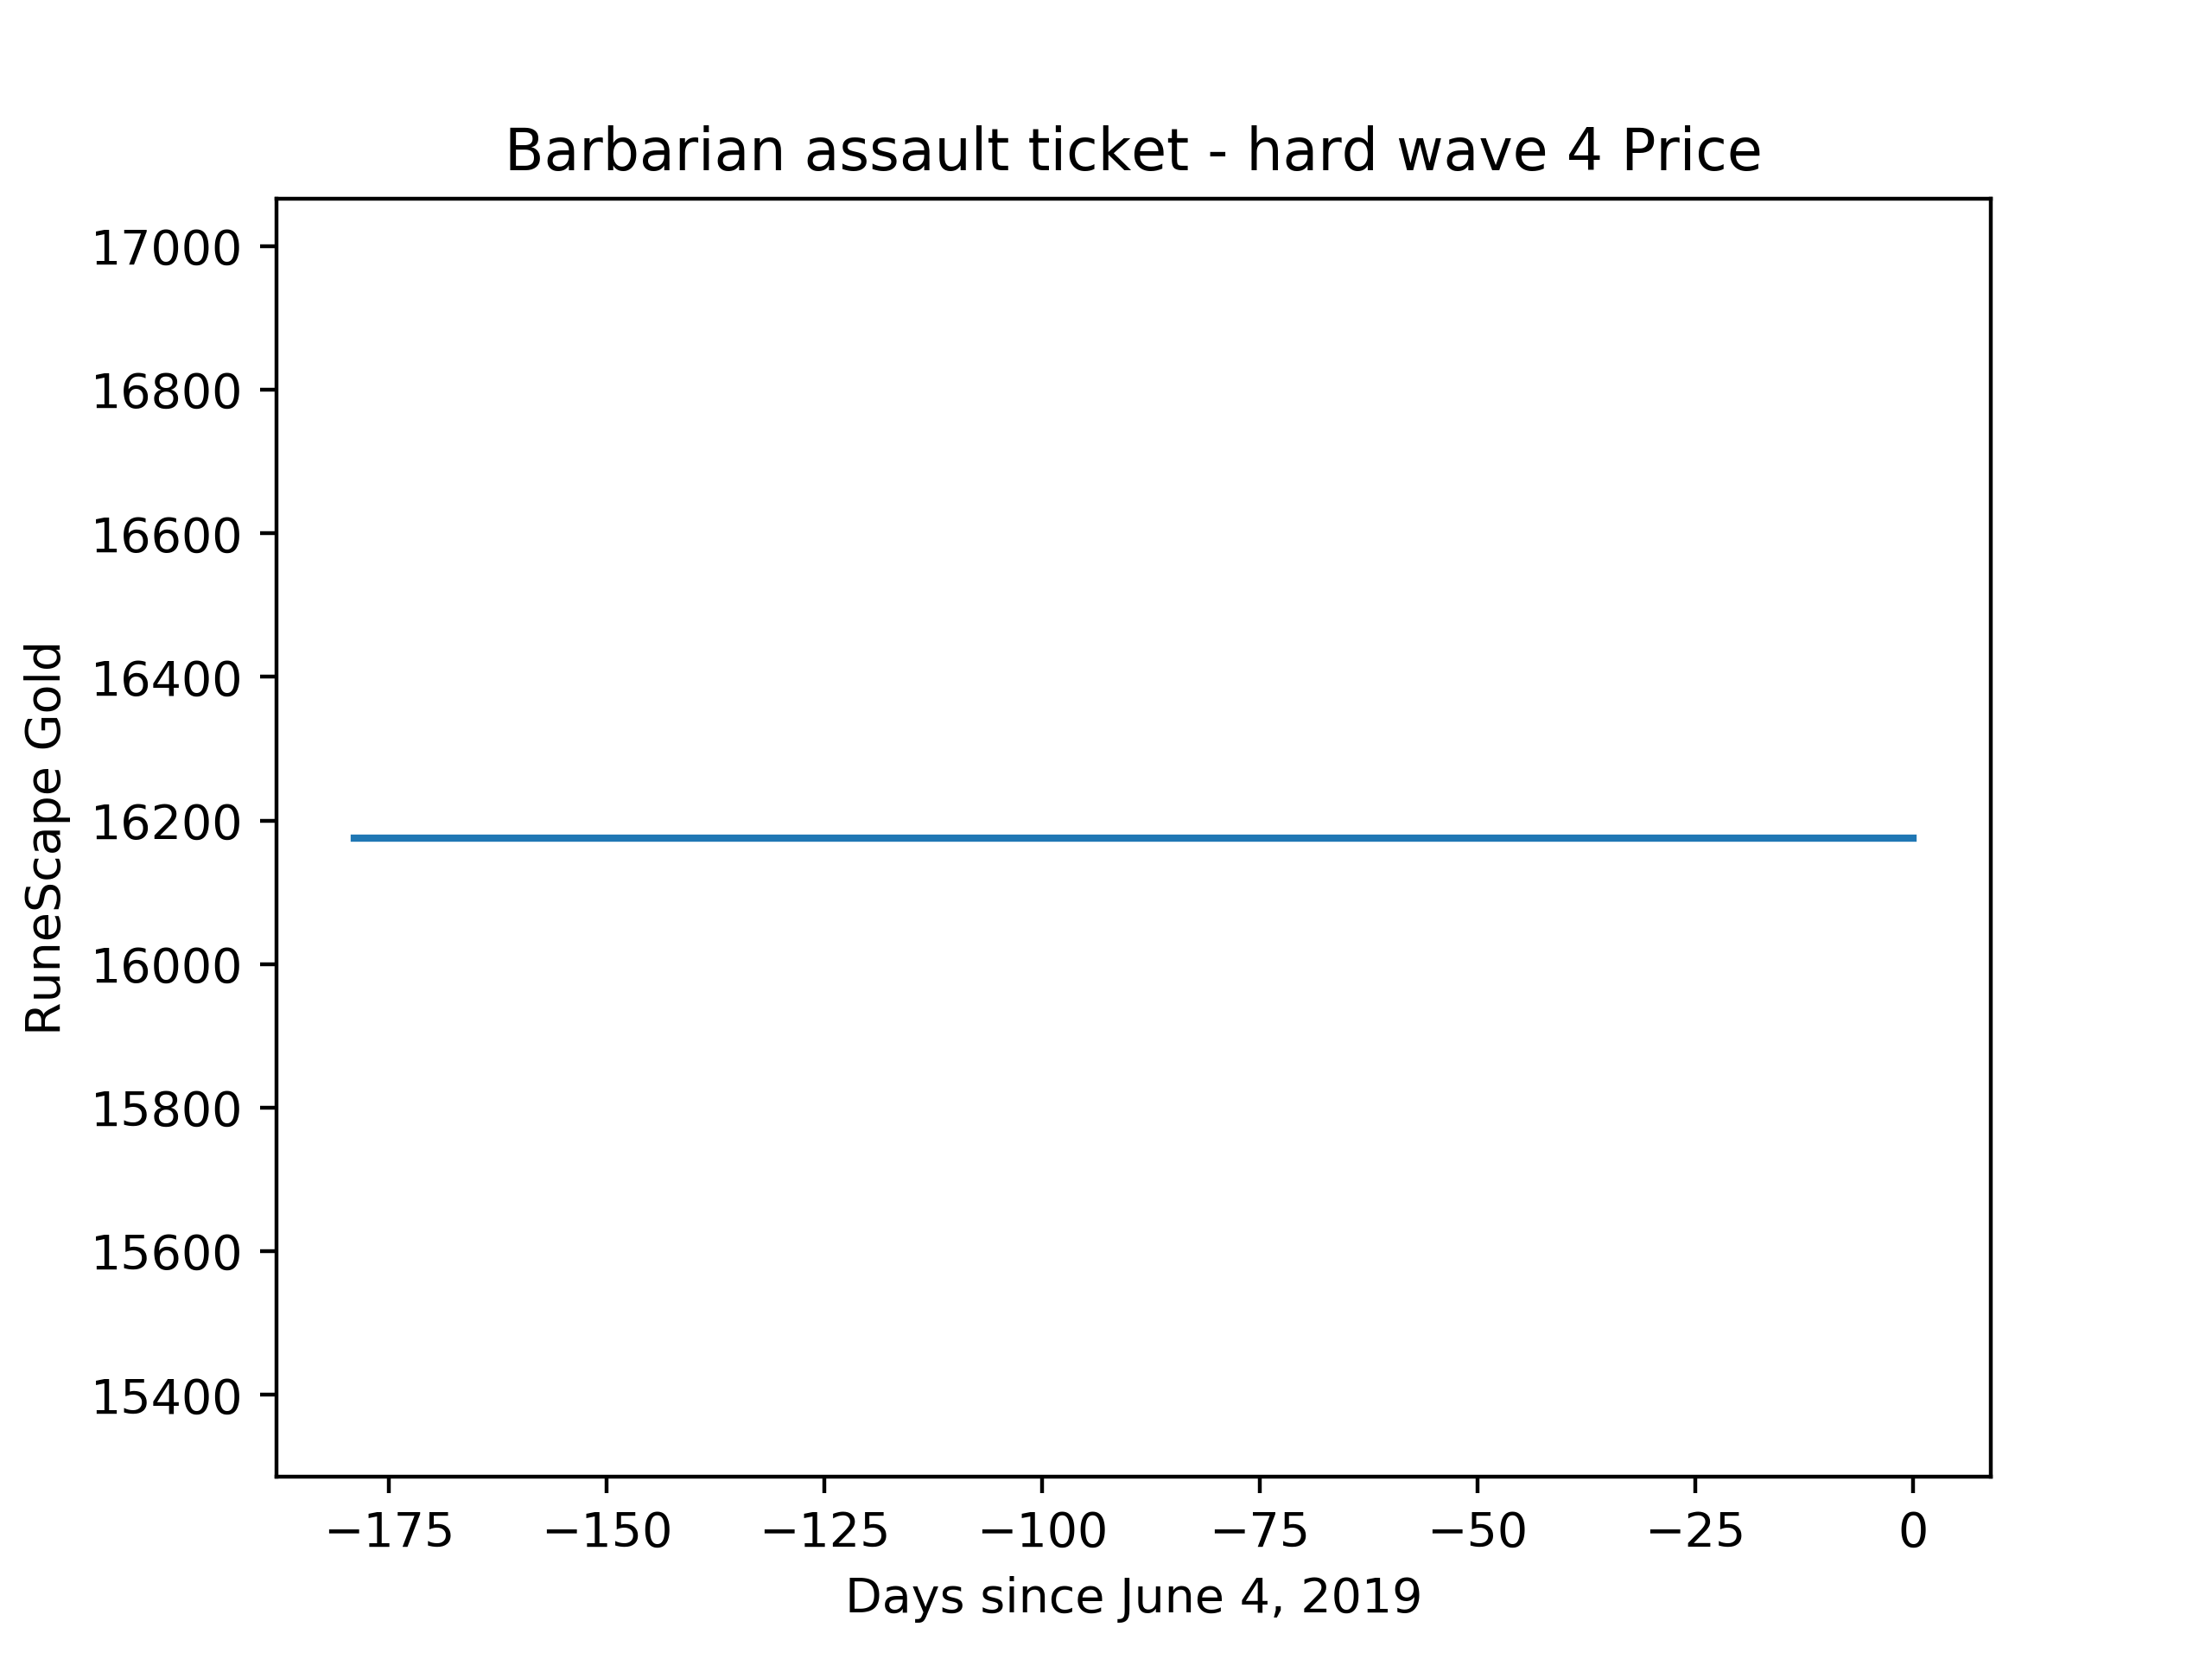 Barbarian assault ticket - hard wave 4 Price
17000
16800
16600
16400
16200
16000
15800
15600
15400
RuneScape Gold
−175 −150 −125 −100 −75 −50 −25 0
Days since June 4, 2019